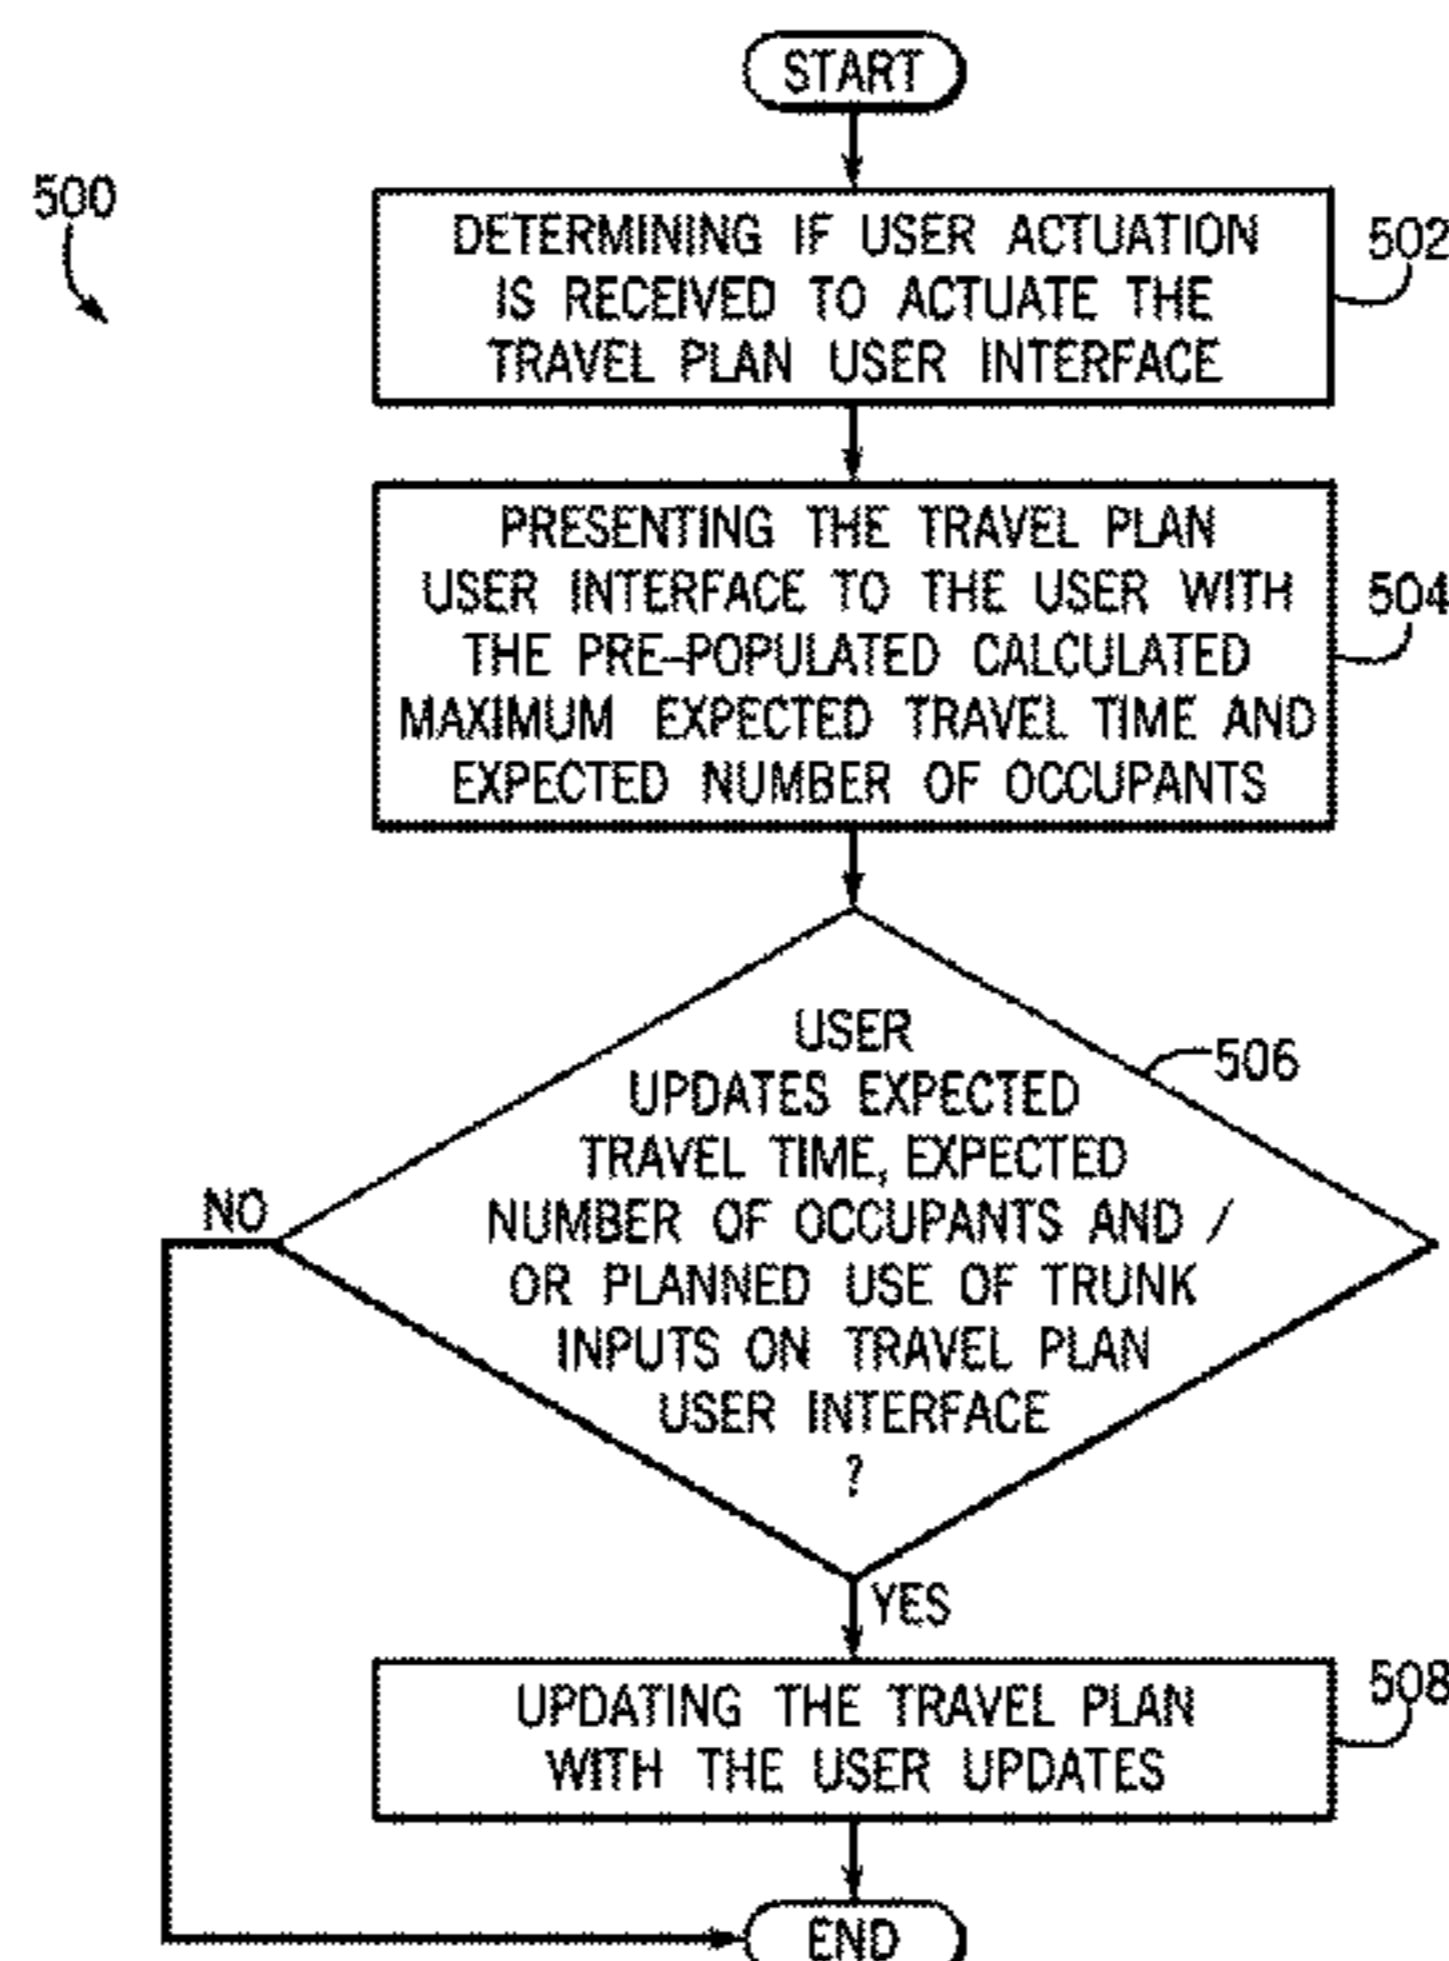 START
500
DETERMINING IF USER ACTUATION
IS RECEIVED TO ACTUATE THE
TRAVEL PLAN USER INTERFACE
502
PRESENTING THE TRAVEL PLAN
USER INTERFACE TO THE USER WITH
THE PRE-POPULATED CALCULATED
MAXIMUM EXPECTED TRAVEL TIME AND
EXPECTED NUMBER OF OCCUPANTS
504
USER
UPDATES EXPECTED
TRAVEL TIME, EXPECTED
NUMBER OF OCCUPANTS AND /
OR PLANNED USE OF TRUNK
INPUTS ON TRAVEL PLAN
USER INTERFACE
?
506
NO
YES
UPDATING THE TRAVEL PLAN
WITH THE USER UPDATES
508
END